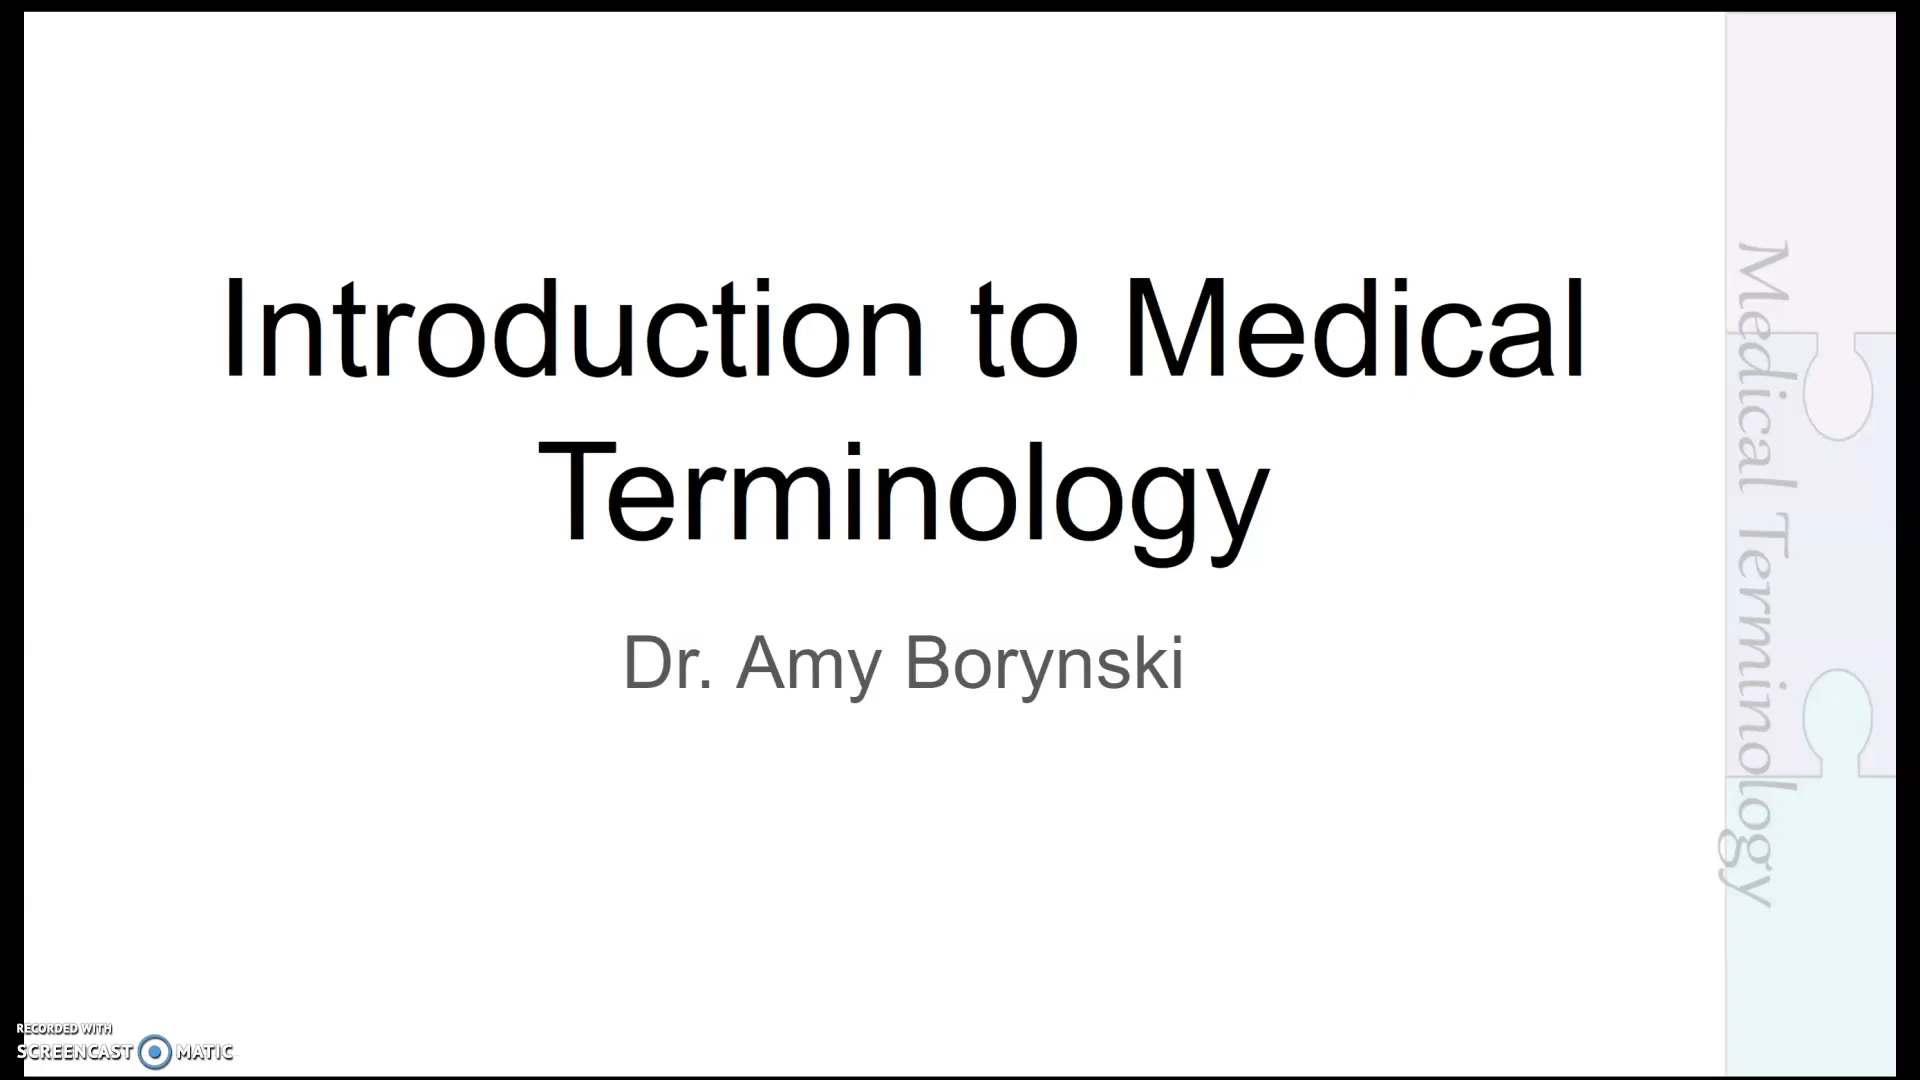 Introduction to Medical
Terminology
Dr. Amy Borynski
Medical Terminology
RECORDED WITH
SCREENCAST MATIC